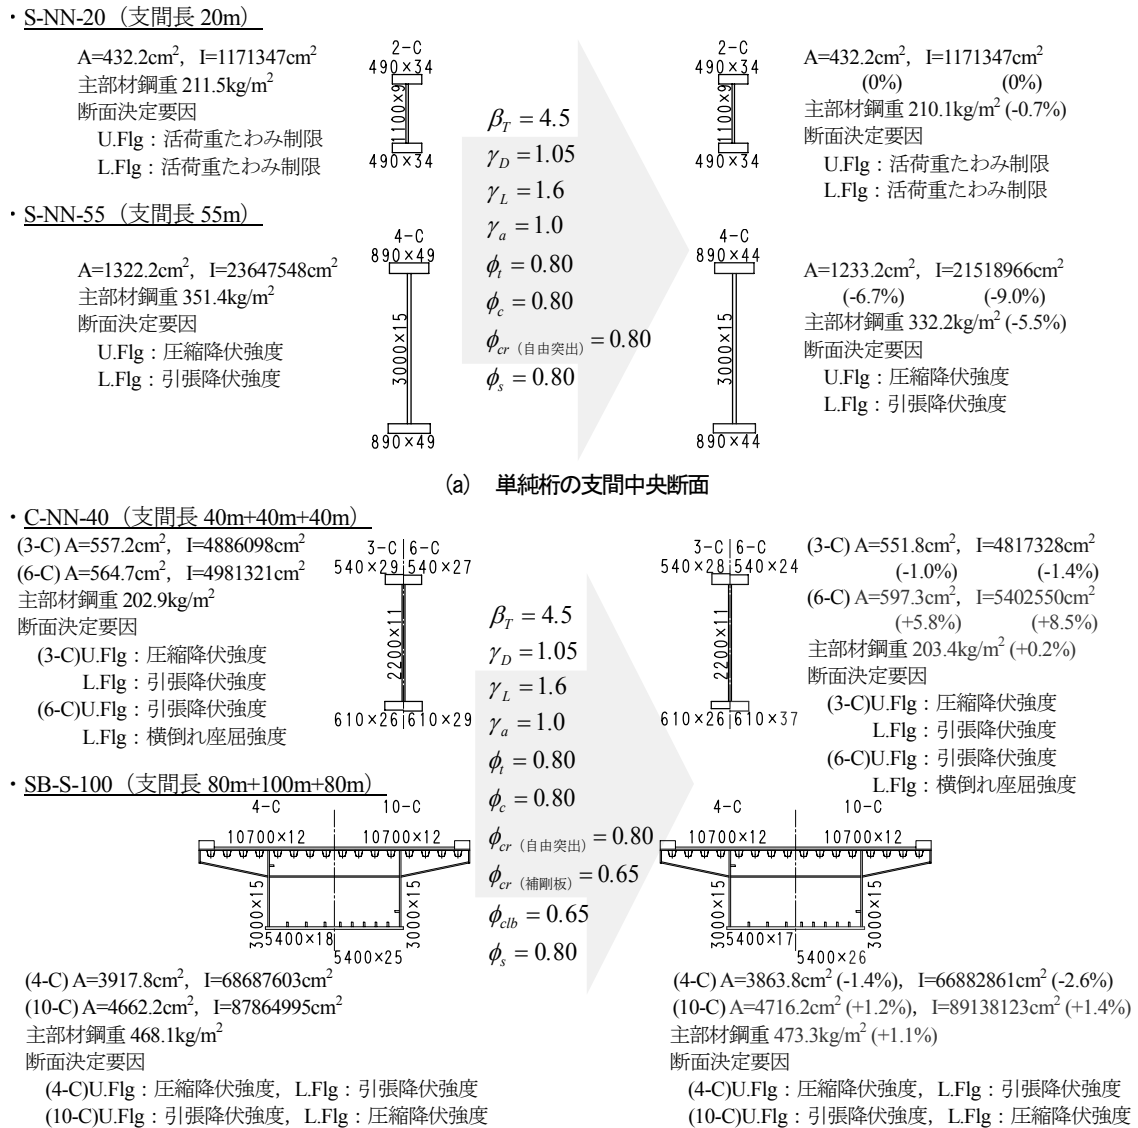 ・S-NN-20（支間長 20m）
A=432.2cm², I=1171347cm²
主部材鋼重 211.5kg/m²
断面決定要因
U.Flg：活荷重たわみ制限
L.Flg：活荷重たわみ制限
2-C
490×34
1100×9
490×34
2-C
490×34
1100×9
490×34
A=432.2cm², I=1171347cm²
(0%) (0%)
主部材鋼重 210.1kg/m² (-0.7%)
断面決定要因
U.Flg：活荷重たわみ制限
L.Flg：活荷重たわみ制限
β_T = 4.5
γ_D = 1.05
γ_L = 1.6
γ_a = 1.0
ϕ_t = 0.80
ϕ_c = 0.80
ϕ_cr（自由突出） = 0.80
ϕ_s = 0.80
・S-NN-55（支間長 55m）
A=1322.2cm², I=23647548cm²
主部材鋼重 351.4kg/m²
断面決定要因
U.Flg：圧縮降伏強度
L.Flg：引張降伏強度
4-C
890×49
3000×15
890×49
4-C
890×44
3000×15
890×44
A=1233.2cm², I=21518966cm²
(-6.7%) (-9.0%)
主部材鋼重 332.2kg/m² (-5.5%)
断面決定要因
U.Flg：圧縮降伏強度
L.Flg：引張降伏強度
(a) 単純桁の支間中央断面
・C-NN-40（支間長 40m+40m+40m）
(3-C) A=557.2cm², I=4886098cm²
(6-C) A=564.7cm², I=4981321cm²
主部材鋼重 202.9kg/m²
断面決定要因
(3-C)U.Flg：圧縮降伏強度
L.Flg：引張降伏強度
(6-C)U.Flg：引張降伏強度
L.Flg：横倒れ座屈強度
3-C 6-C
540×29 540×27
2200×11
610×26 610×29
3-C 6-C
540×28 540×24
2200×11
610×26 610×37
(3-C) A=551.8cm², I=4817328cm²
(-1.0%) (-1.4%)
(6-C) A=597.3cm², I=5402550cm²
(+5.8%) (+8.5%)
主部材鋼重 203.4kg/m² (+0.2%)
断面決定要因
(3-C)U.Flg：圧縮降伏強度
L.Flg：引張降伏強度
(6-C)U.Flg：引張降伏強度
L.Flg：横倒れ座屈強度
β_T = 4.5
γ_D = 1.05
γ_L = 1.6
γ_a = 1.0
ϕ_t = 0.80
ϕ_c = 0.80
ϕ_cr（自由突出） = 0.80
ϕ_cr（補剛板） = 0.65
ϕ_clb = 0.65
ϕ_s = 0.80
・SB-S-100（支間長 80m+100m+80m）
4-C 10-C
10700×12 10700×12
3000×15 3000×15
5400×18
5400×25
4-C 10-C
10700×12 10700×12
3000×15 3000×15
5400×17
5400×26
(4-C) A=3917.8cm², I=68687603cm²
(10-C) A=4662.2cm², I=87864995cm²
主部材鋼重 468.1kg/m²
断面決定要因
(4-C)U.Flg：圧縮降伏強度, L.Flg：引張降伏強度
(10-C)U.Flg：引張降伏強度, L.Flg：圧縮降伏強度
(4-C) A=3863.8cm² (-1.4%), I=66882861cm² (-2.6%)
(10-C) A=4716.2cm² (+1.2%), I=89138123cm² (+1.4%)
主部材鋼重 473.3kg/m² (+1.1%)
断面決定要因
(4-C)U.Flg：圧縮降伏強度, L.Flg：引張降伏強度
(10-C)U.Flg：引張降伏強度, L.Flg：圧縮降伏強度